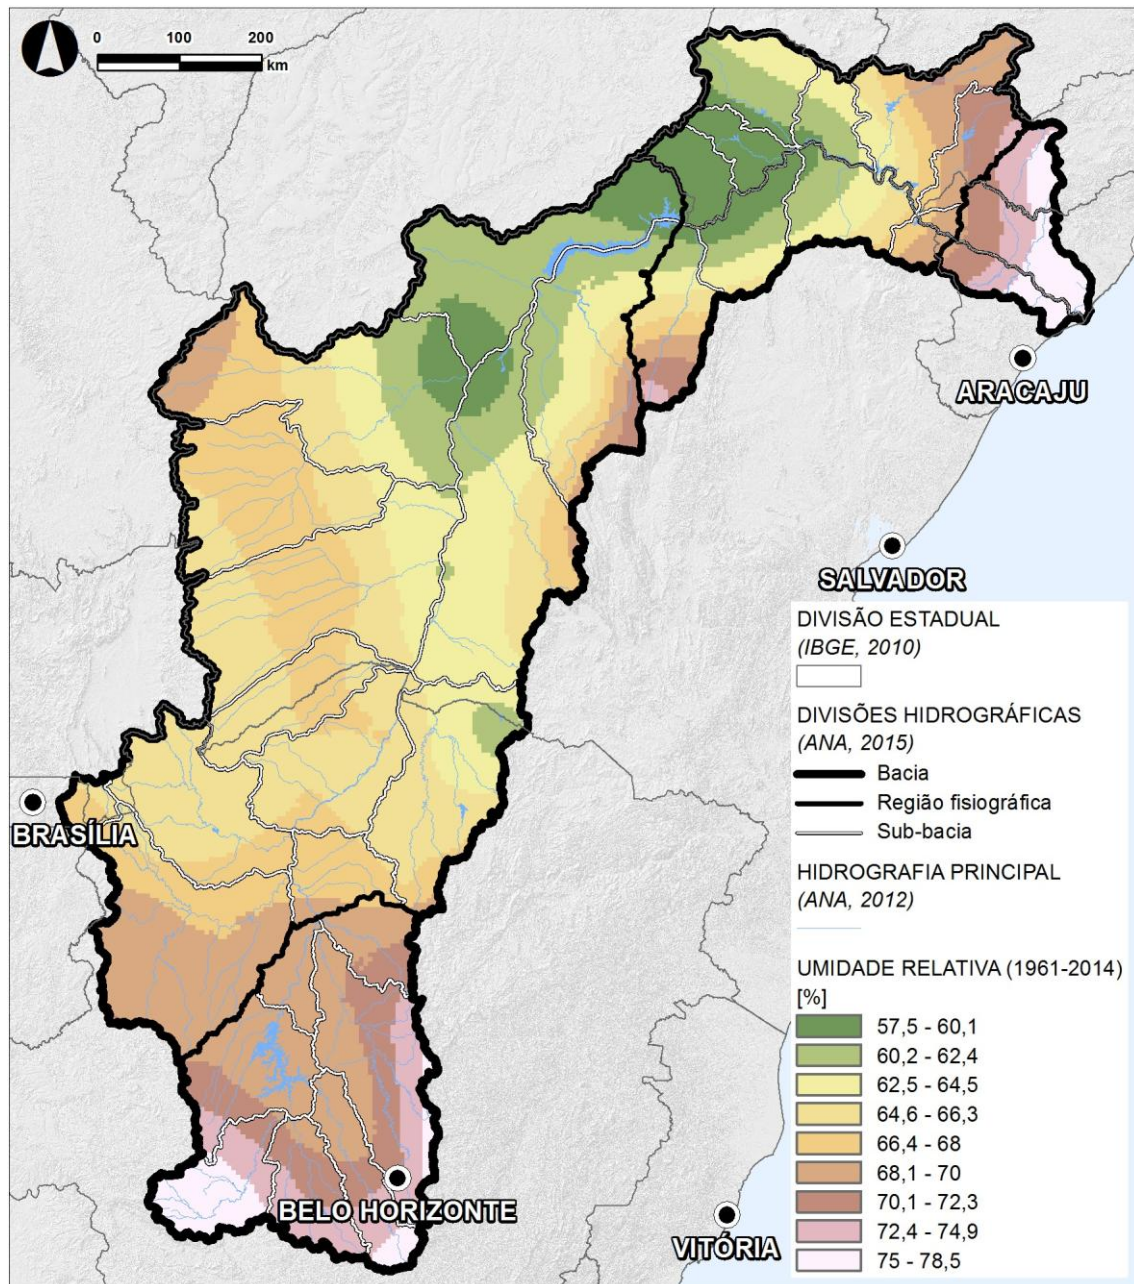 0 100 200
km
ARACAJU
SALVADOR
BRASÍLIA
BELO HORIZONTE
VITÓRIA
DIVISÃO ESTADUAL
(IBGE, 2010)
DIVISÕES HIDROGRÁFICAS
(ANA, 2015)
Bacia
Região fisiográfica
Sub-bacia
HIDROGRAFIA PRINCIPAL
(ANA, 2012)
UMIDADE RELATIVA (1961-2014)
[%]
57,5 - 60,1
60,2 - 62,4
62,5 - 64,5
64,6 - 66,3
66,4 - 68
68,1 - 70
70,1 - 72,3
72,4 - 74,9
75 - 78,5